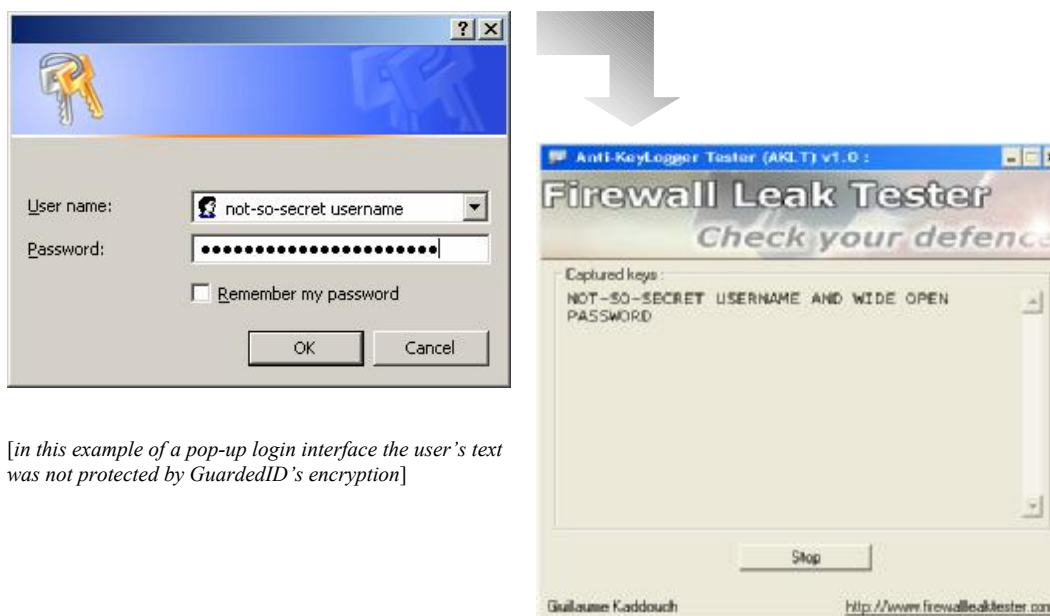 User name:
not-so-secret username
Password:
Remember my password
OK
Cancel
[in this example of a pop-up login interface the user's text
was not protected by GuardedID's encryption]
Anti-KeyLogger Tester (AKLT) v1.0 :
Firewall Leak Tester
Check your defence
Captured keys :
NOT-SO-SECRET USERNAME AND WIDE OPEN
PASSWORD
Stop
Guillaume Kaddouch
http://www.firewallleaktester.com